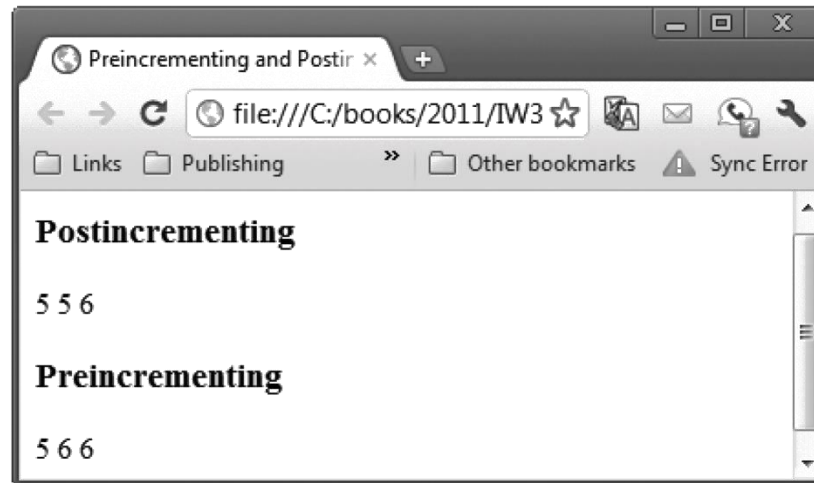 Preincrementing and Postir
file:///C:/books/2011/IW3
Links Publishing » Other bookmarks Sync Error
Postincrementing
5 5 6
Preincrementing
5 6 6